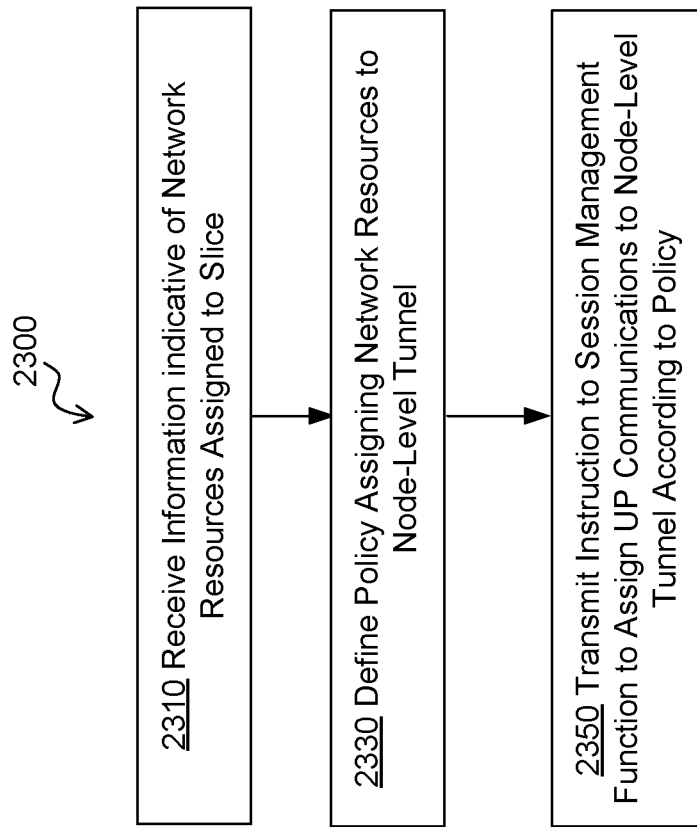 2300
2310 Receive Information indicative of Network
Resources Assigned to Slice
2330 Define Policy Assigning Network Resources to
Node-Level Tunnel
2350 Transmit Instruction to Session Management
Function to Assign UP Communications to Node-Level
Tunnel According to Policy